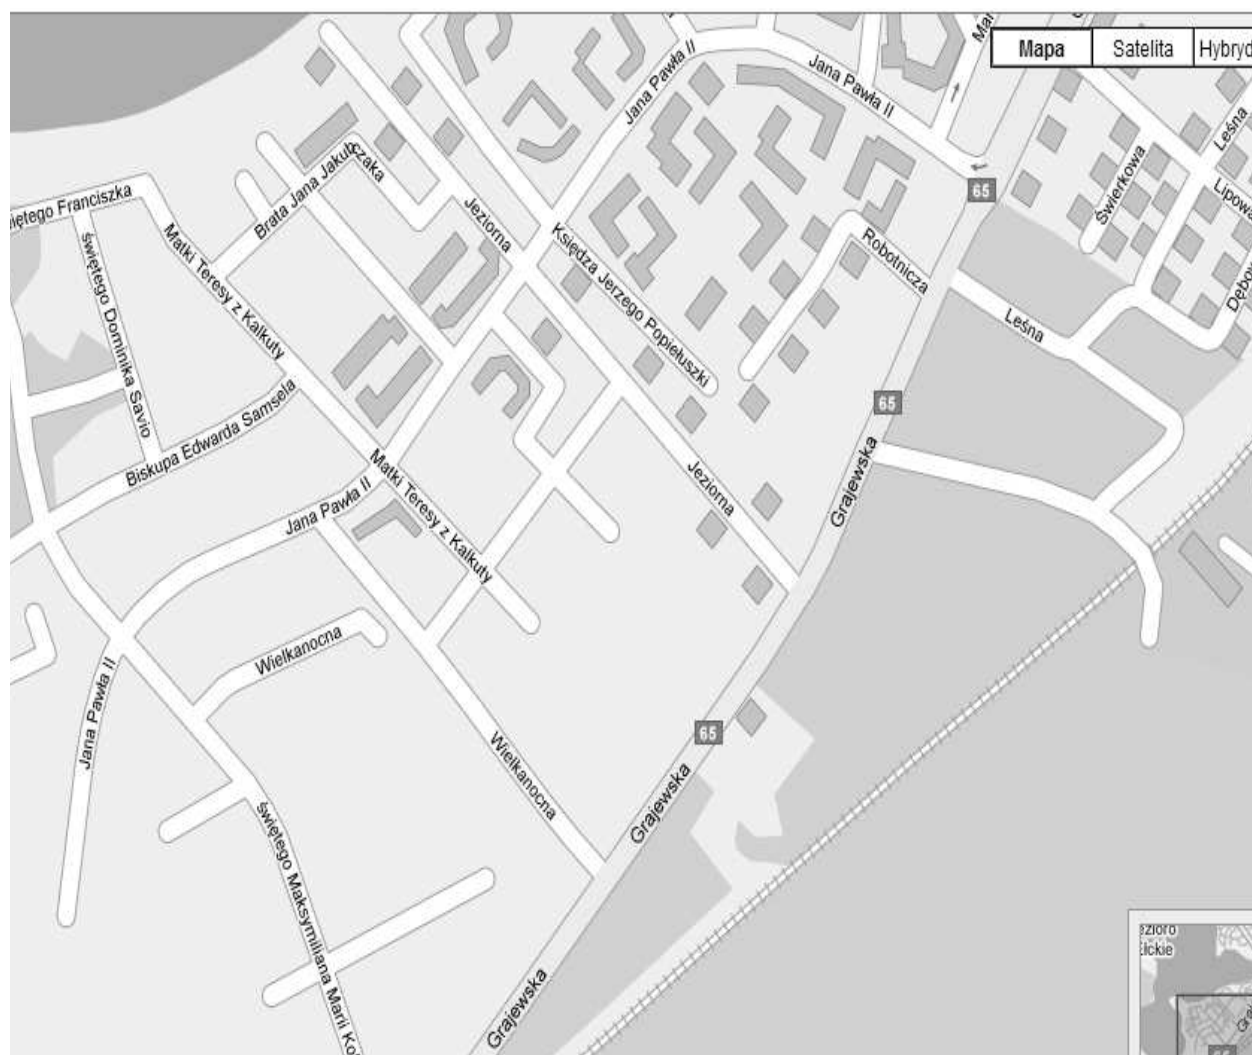 Mapa
Satelita
Jana Pawła II
Jana Pawła II
65
Leśna
Świerkowa
Lipowa
Brata Jana Jakubczaka
Matki Teresy z Kalkuty
świętego Dominika Savio
Jeziorna
Księdza Jerzego Popiełuszki
Robotnicza
Leśna
65
Biskupa Edwarda Samsela
Jana Pawła II
Matki Teresy z Kalkuty
Jeziorna
Grajewska
Wielkanocna
Jana Pawła II
65
Wielkanocna
Grajewska
świętego Maksymiliana Marii
Grajewska
65